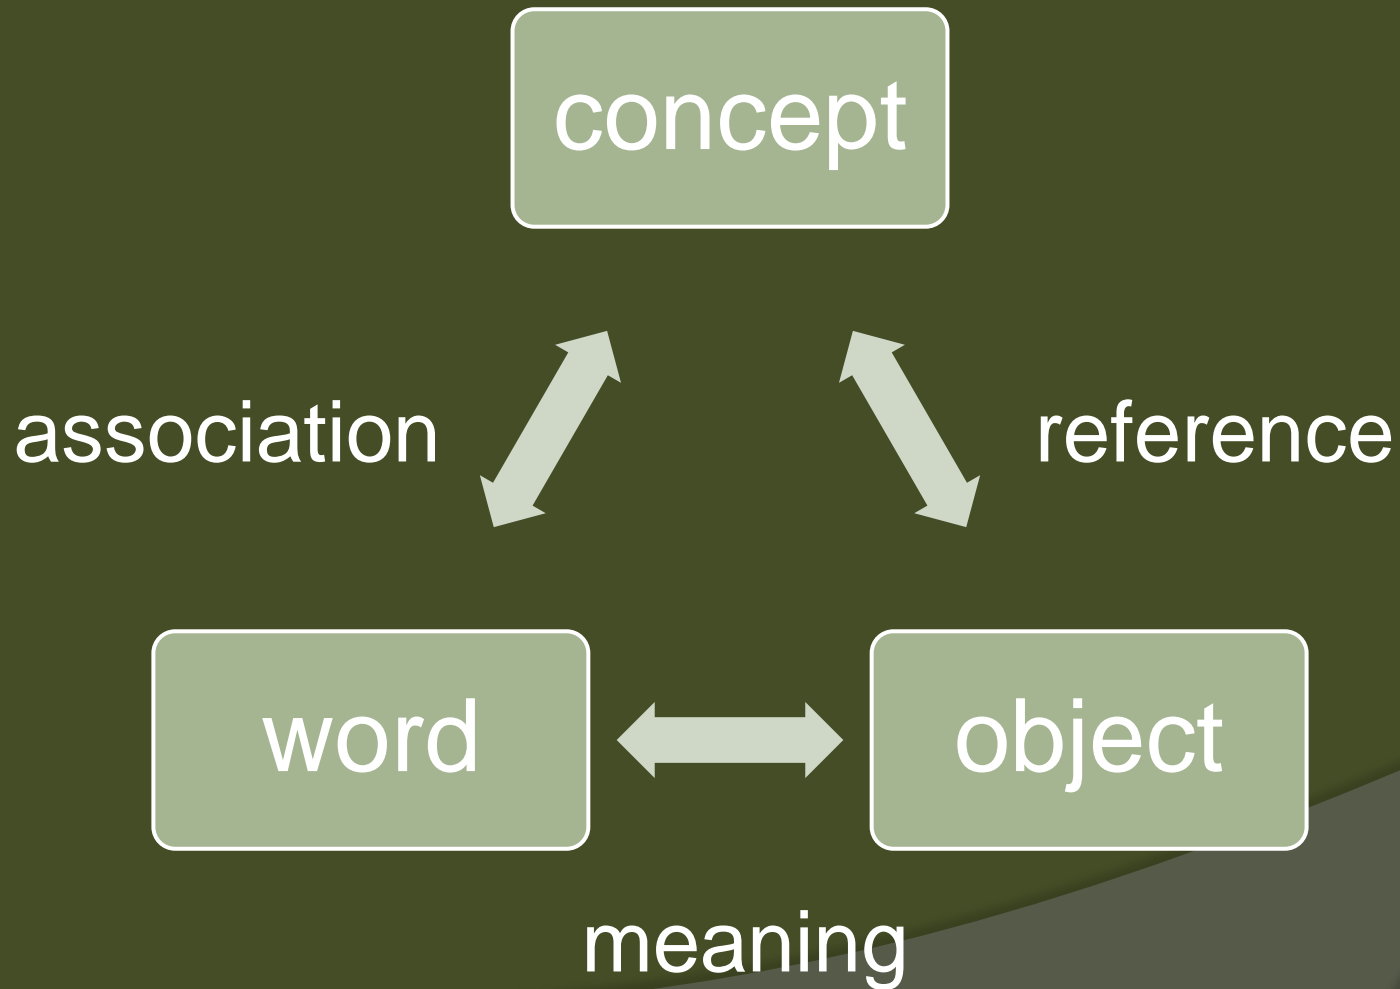 concept
association
reference
word
object
meaning